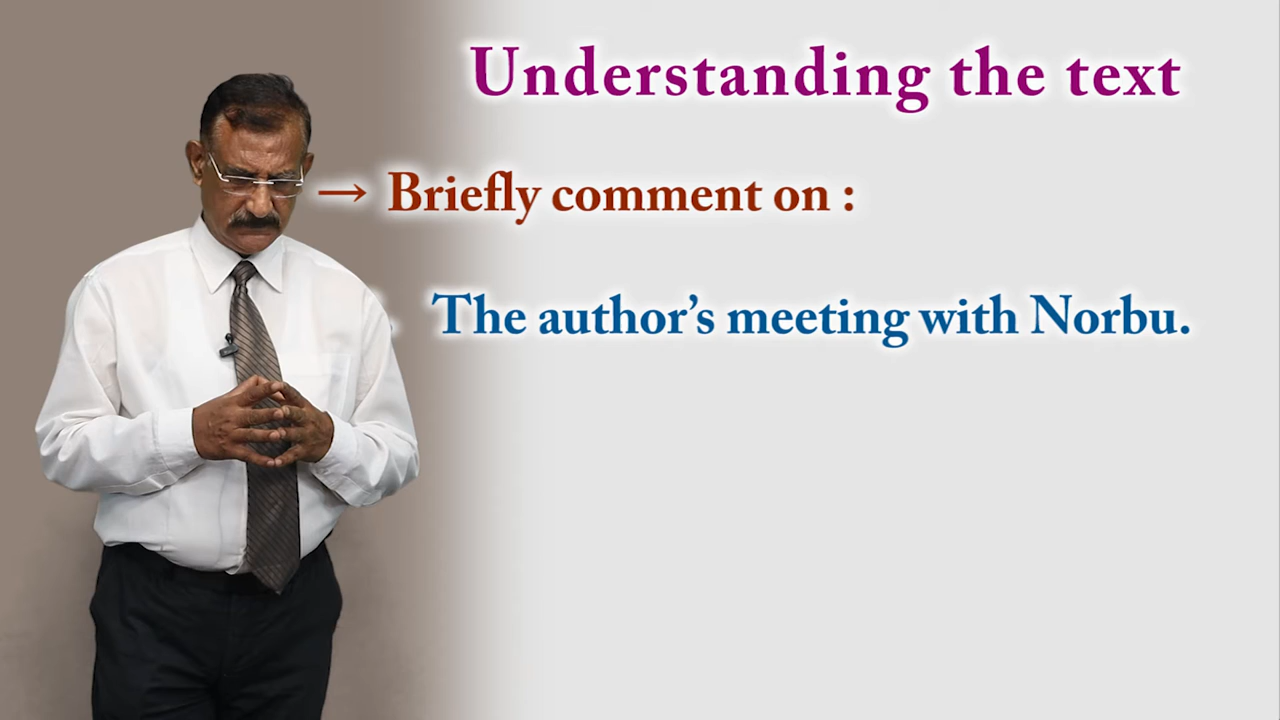 Understanding the text
→ Briefly comment on :
The author's meeting with Norbu.